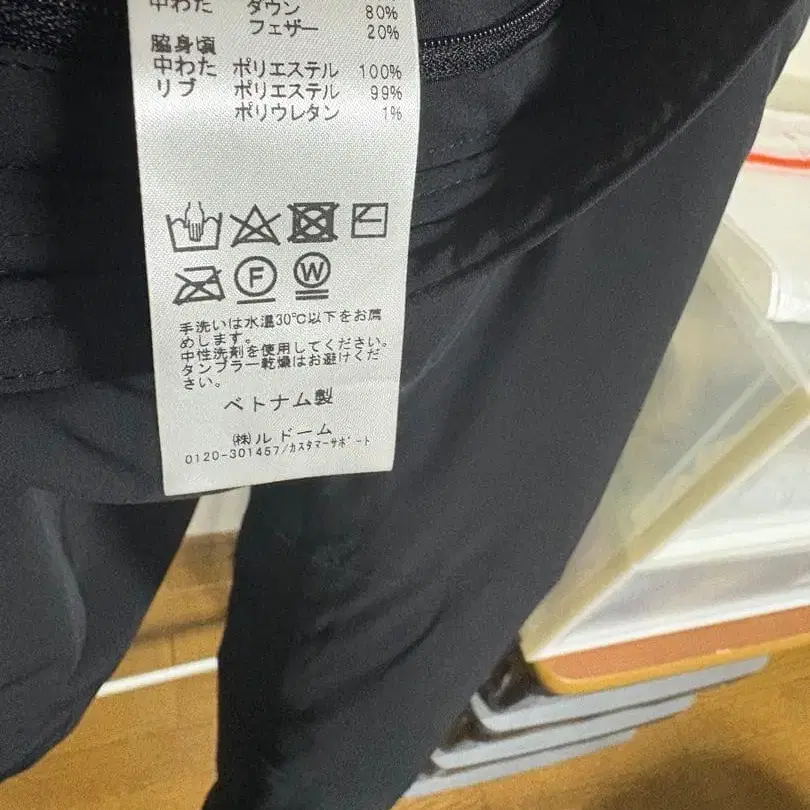 中わた ダウン 80%
フェザー 20%
脇身頃
中わた ポリエステル 100%
リブ ポリエステル 99%
ポリウレタン 1%
F W
手洗いは水温30℃以下をお薦
めします。
中性洗剤を使用してください。
タンブラー乾燥はお避けくだ
さい。
ベトナム製
㈱ルドーム
0120-301457/カスタマーサポート